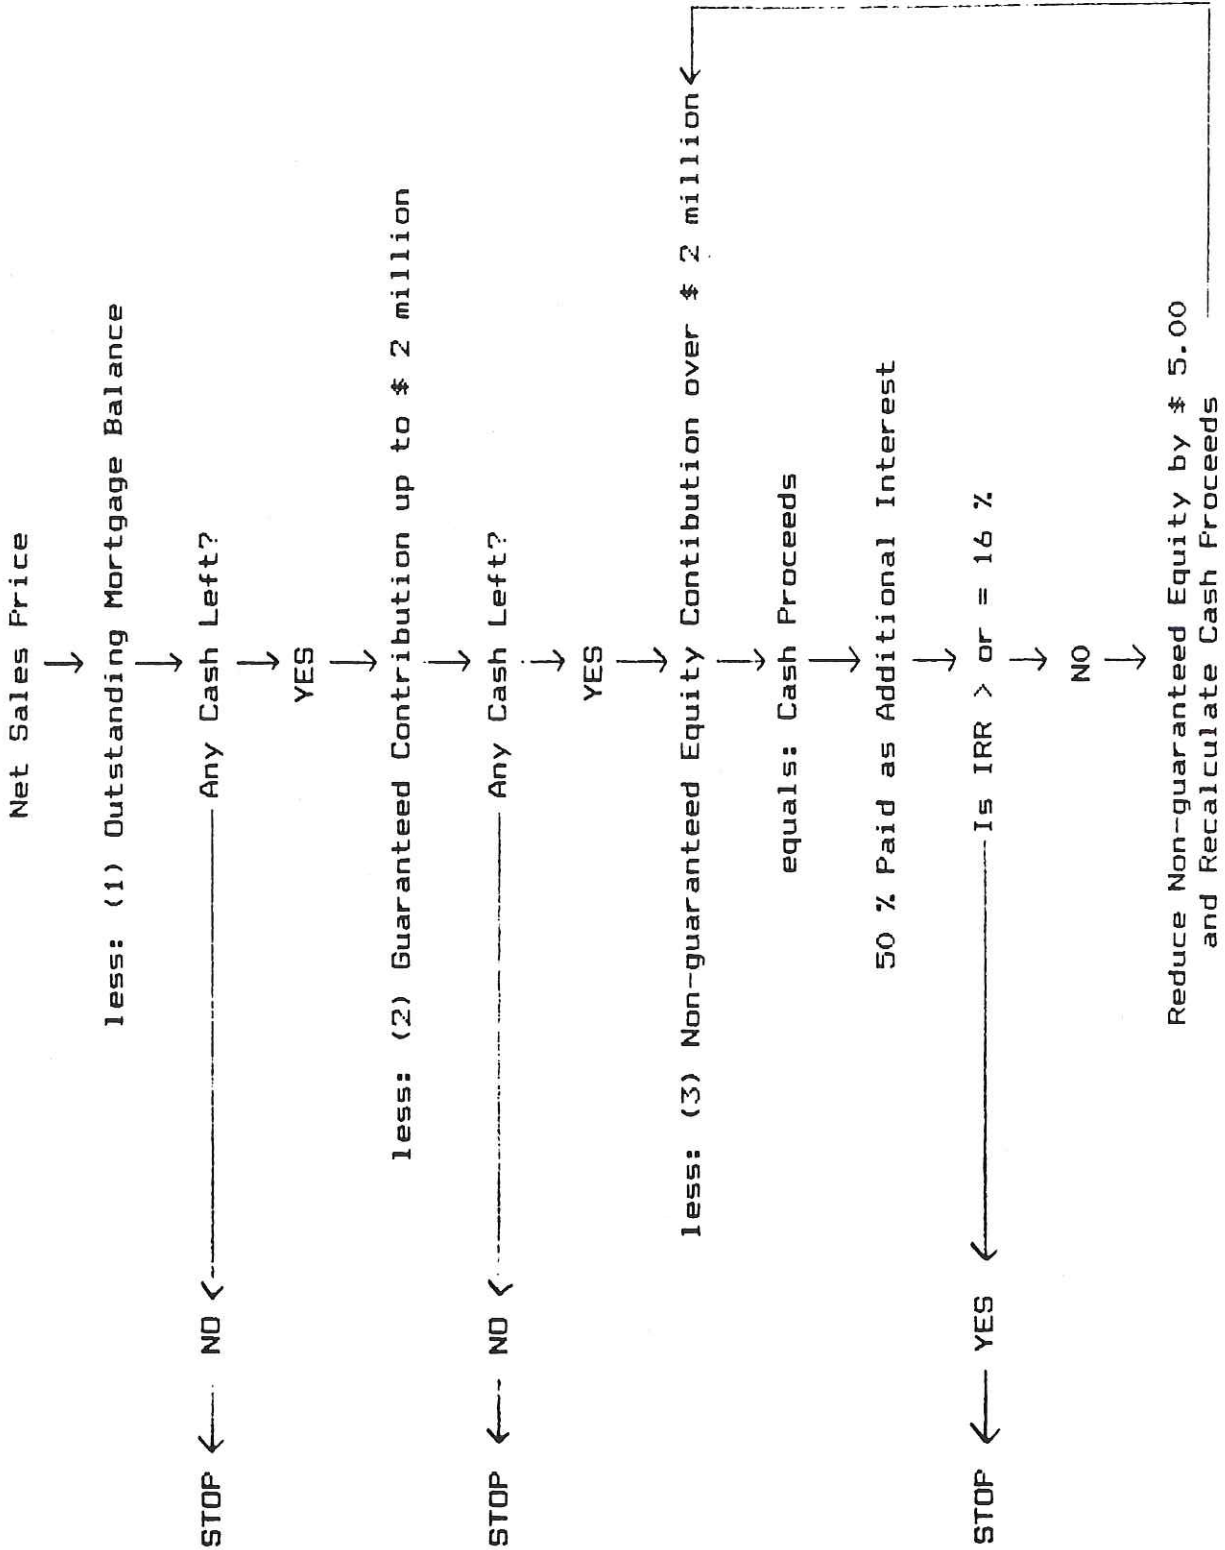 Net Sales Price
less: (1) Outstanding Mortgage Balance
STOP NO Any Cash Left?
YES
less: (2) Guaranteed Contribution up to $ 2 million
STOP NO Any Cash Left?
YES
less: (3) Non-guaranteed Equity Contibution over $ 2 million
equals: Cash Proceeds
50 % Paid as Additional Interest
STOP YES Is IRR > or = 16 %
NO
Reduce Non-guaranteed Equity by $ 5.00
and Recalculate Cash Proceeds